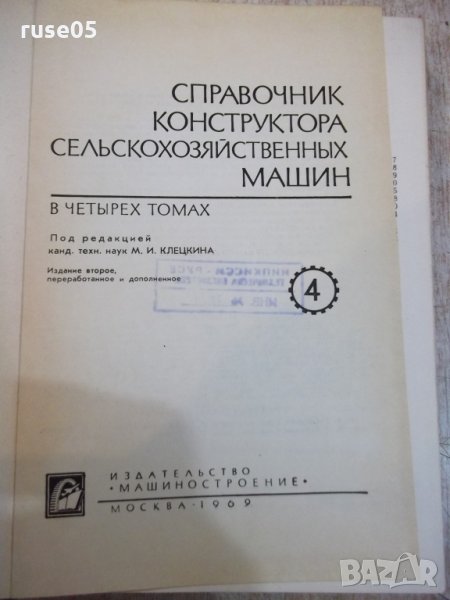 ruse05
СПРАВОЧНИК
КОНСТРУКТОРА
СЕЛЬСКОХОЗЯЙСТВЕННЫХ
МАШИН
В ЧЕТЫРЕХ ТОМАХ
Под редакцией
канд. техн. наук М. И. КЛЕЦКИНА
Издание второе,
переработанное и дополненное
4
ИЗДАТЕЛЬСТВО
«МАШИНОСТРОЕНИЕ»
МОСКВА · 1969
BAZAR